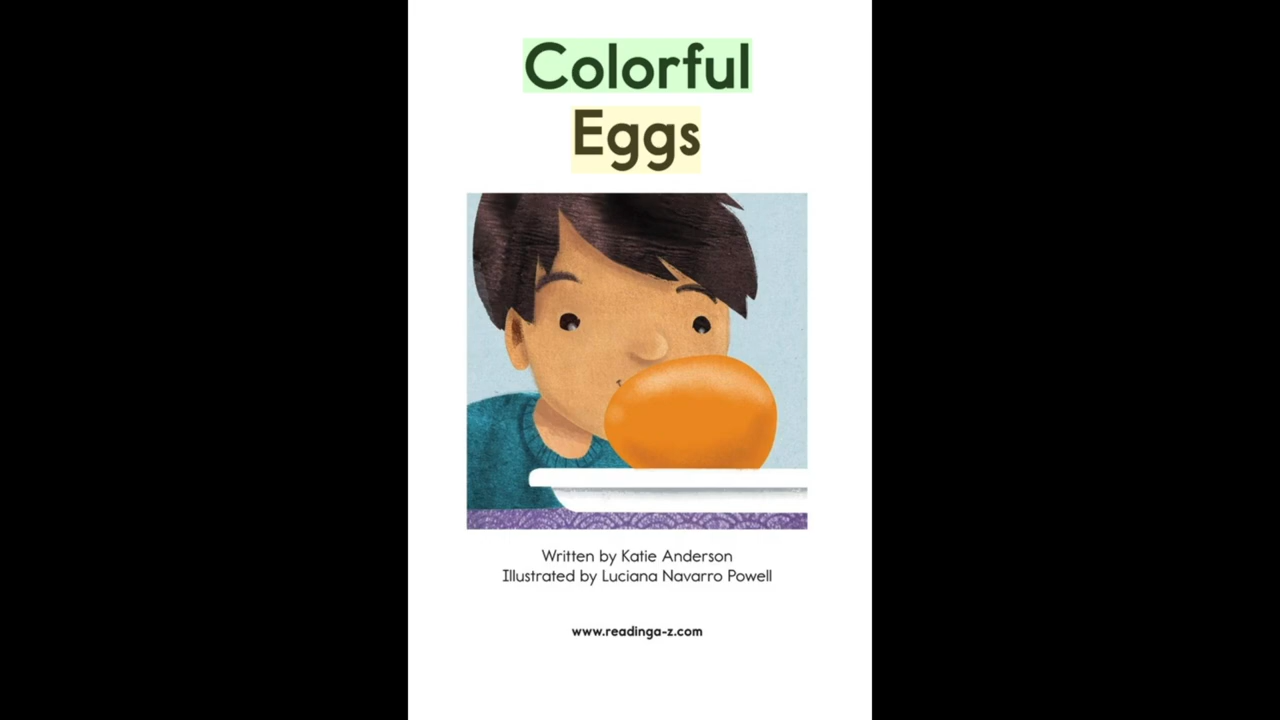 Colorful
Eggs
Written by Katie Anderson
Illustrated by Luciana Navarro Powell
www.readinga-z.com